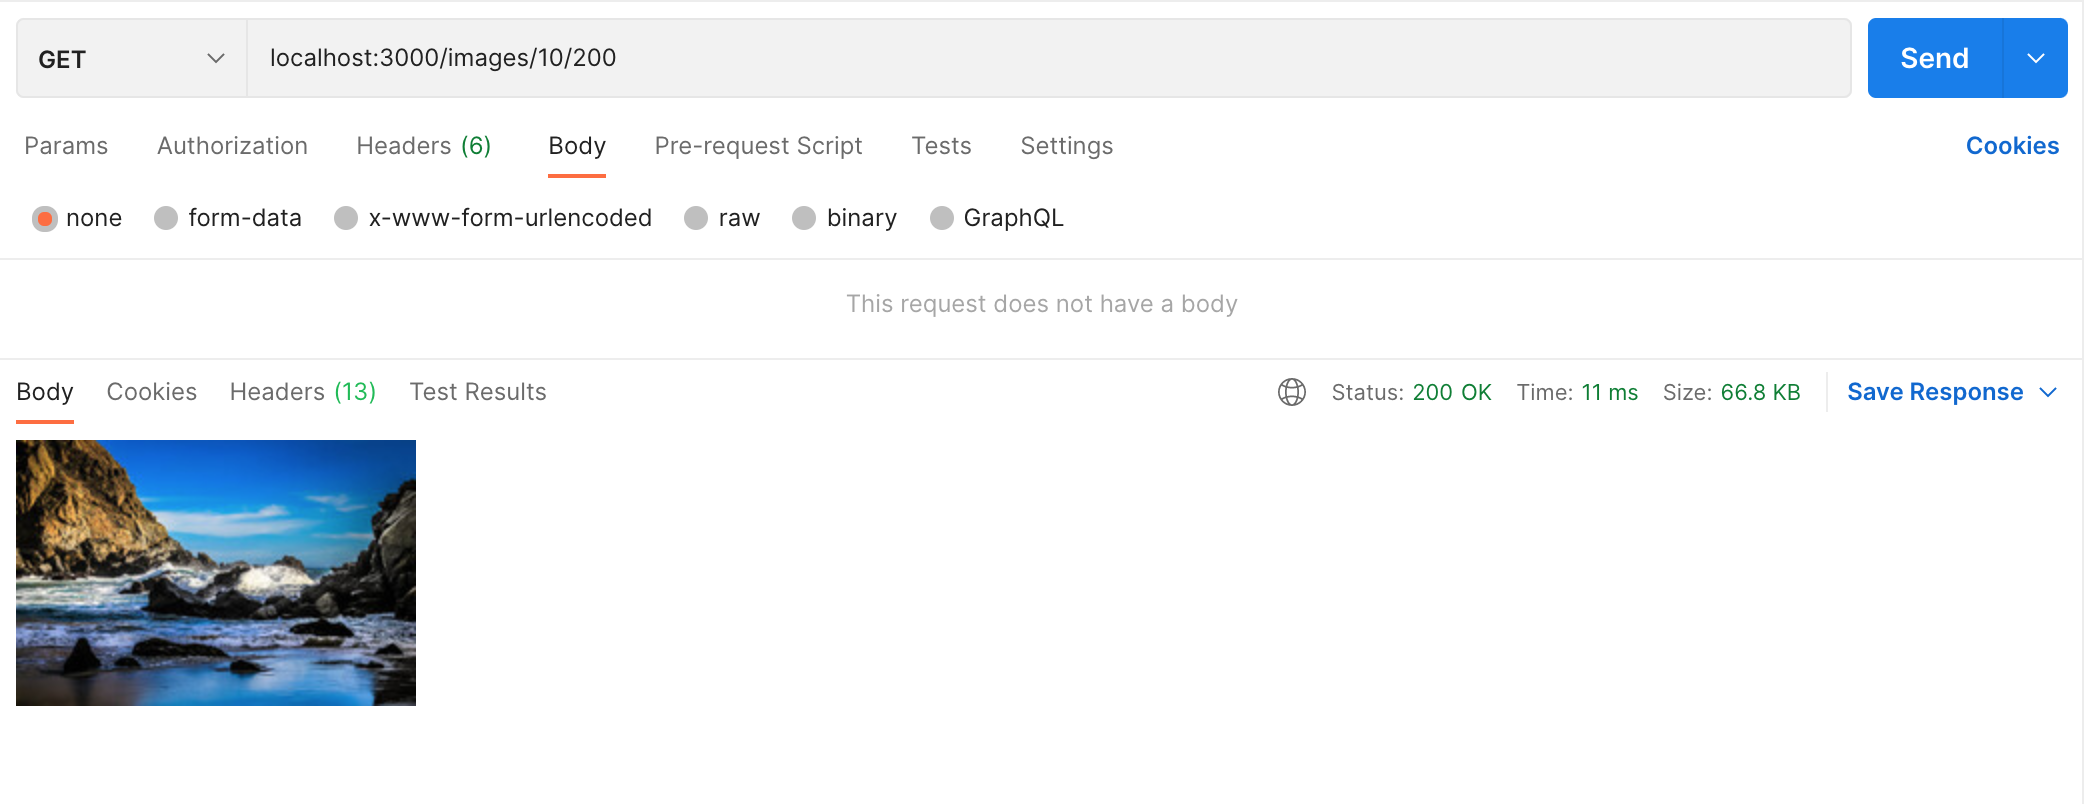 GET localhost:3000/images/10/200 Send
Params Authorization Headers (6) Body Pre-request Script Tests Settings Cookies
none form-data x-www-form-urlencoded raw binary GraphQL
This request does not have a body
Body Cookies Headers (13) Test Results Status: 200 OK Time: 11 ms Size: 66.8 KB Save Response